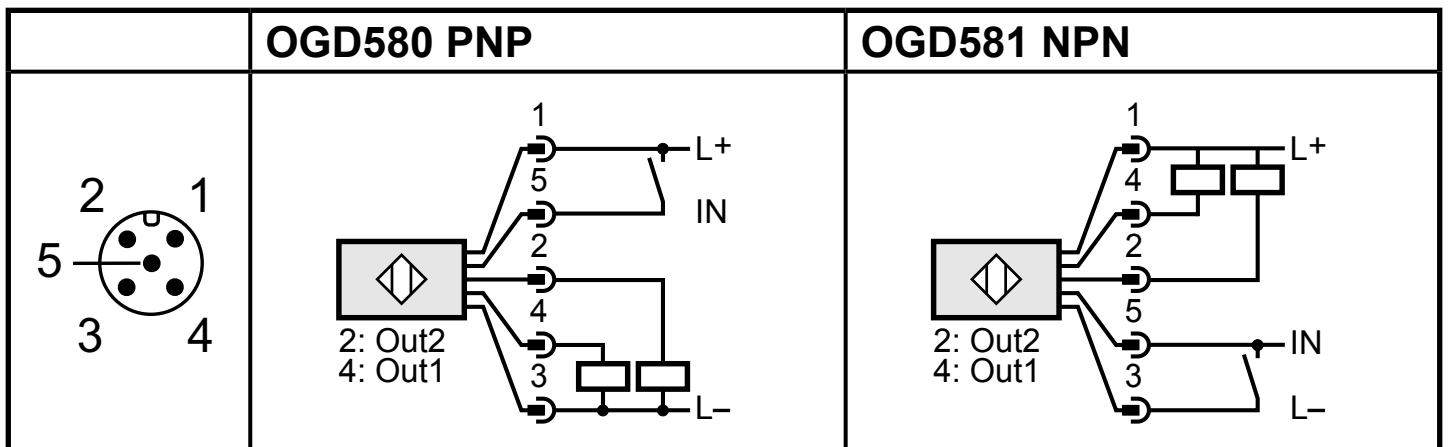 OGD580 PNP
OGD581 NPN
2 1
5
3 4
1
L+
5
IN
2
4
2: Out2
4: Out1
3
L–
1
L+
4
2
5
2: Out2
IN
4: Out1
3
L–